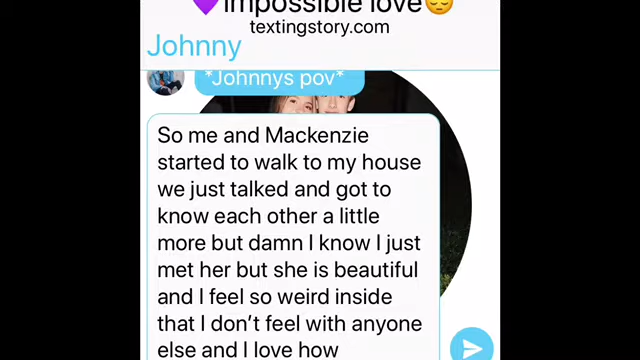 💜impossible love😔
textingstory.com
Johnny
*Johnnys pov*
So me and Mackenzie
started to walk to my house
we just talked and got to
know each other a little
more but damn I know I just
met her but she is beautiful
and I feel so weird inside
that I don’t feel with anyone
else and I love how